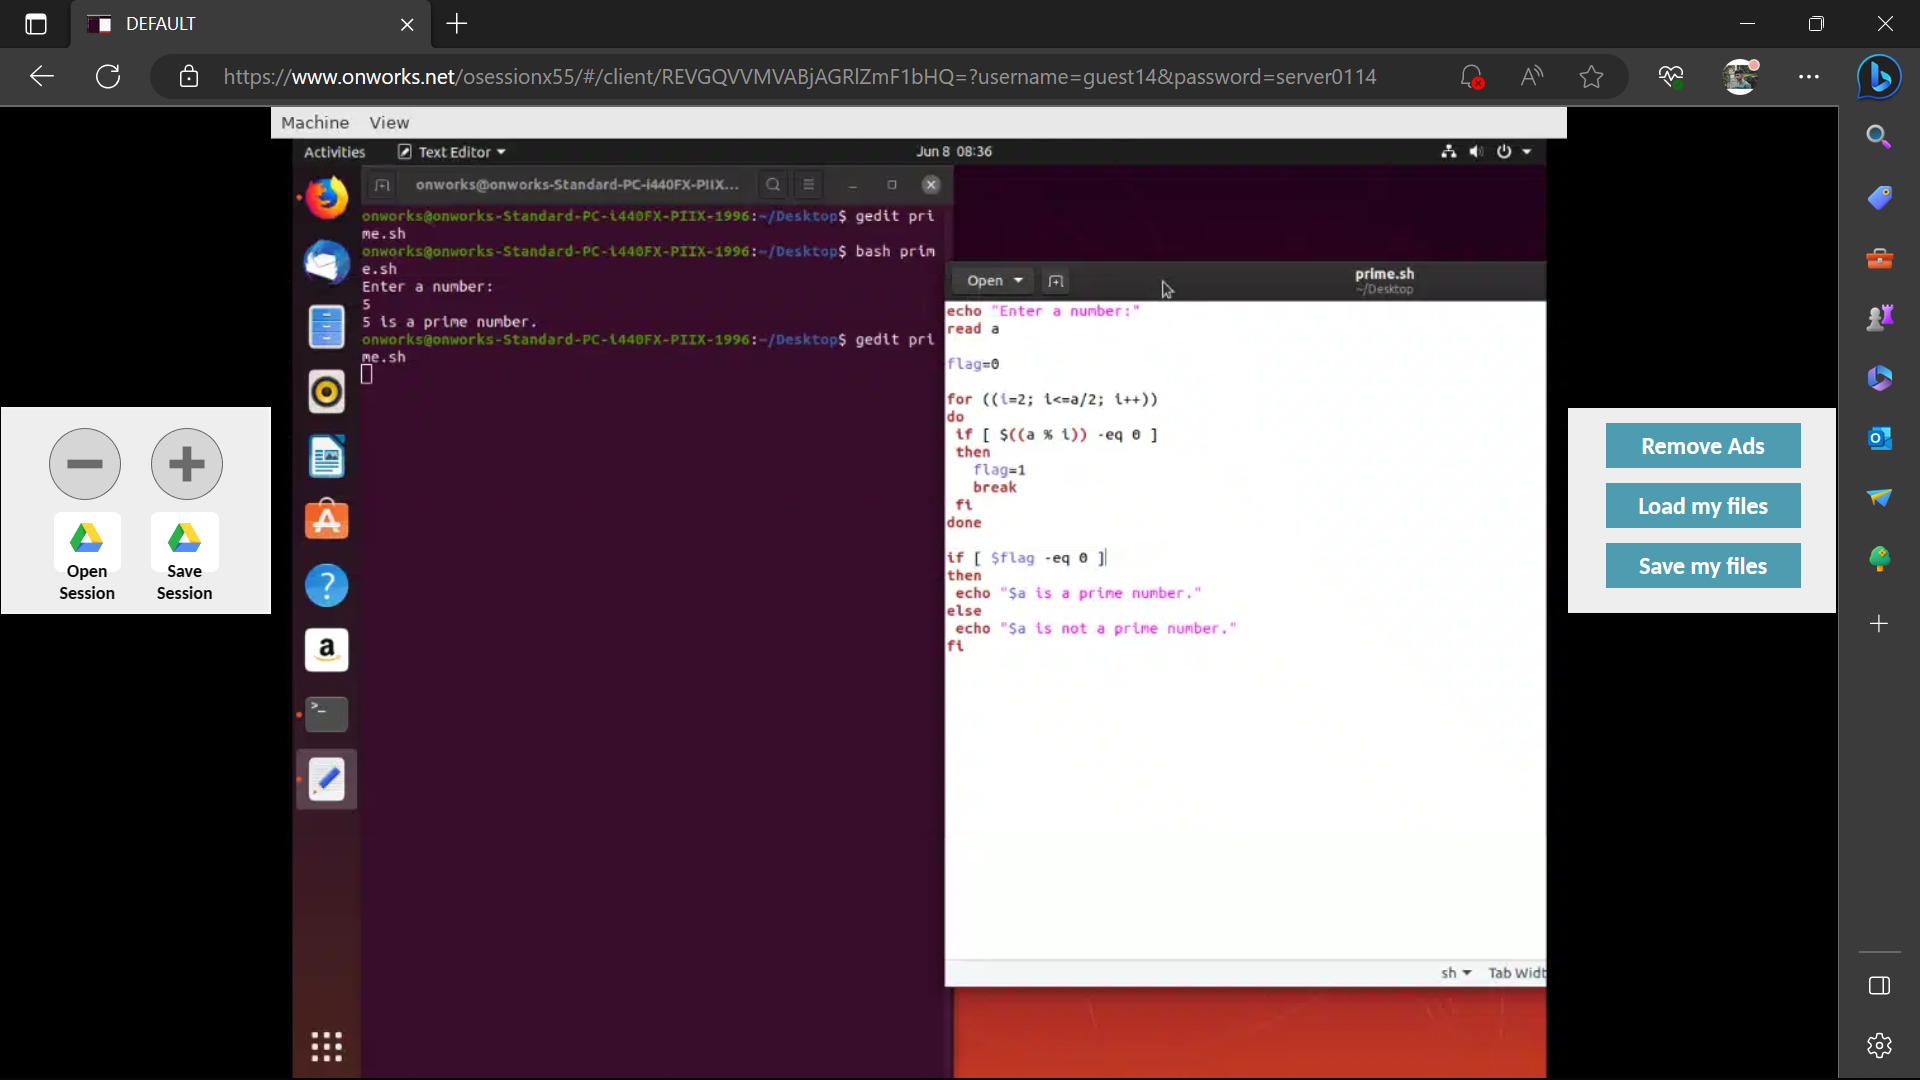 DEFAULT
https://www.onworks.net/osessionx55/#/client/REVGQVVMVABjAGRlZmF1bHQ=?username=guest14&password=server0114
Machine View
Activities Text Editor Jun 8 08:36
onworks@onworks-Standard-PC-i440FX-PIIX...
onworks@onworks-Standard-PC-i440FX-PIIX-1996:~/Desktop$ gedit pri
me.sh
onworks@onworks-Standard-PC-i440FX-PIIX-1996:~/Desktop$ bash prim
e.sh
Enter a number:
5
5 is a prime number.
onworks@onworks-Standard-PC-i440FX-PIIX-1996:~/Desktop$ gedit pri
me.sh
Open
prime.sh
~/Desktop
echo "Enter a number:"
read a
flag=0
for ((i=2; i<=a/2; i++))
do
if [ $((a % i)) -eq 0 ]
then
flag=1
break
fi
done
if [ $flag -eq 0 ]
then
echo "$a is a prime number."
else
echo "$a is not a prime number."
fi
sh Tab Widt
Open
Session
Save
Session
Remove Ads
Load my files
Save my files